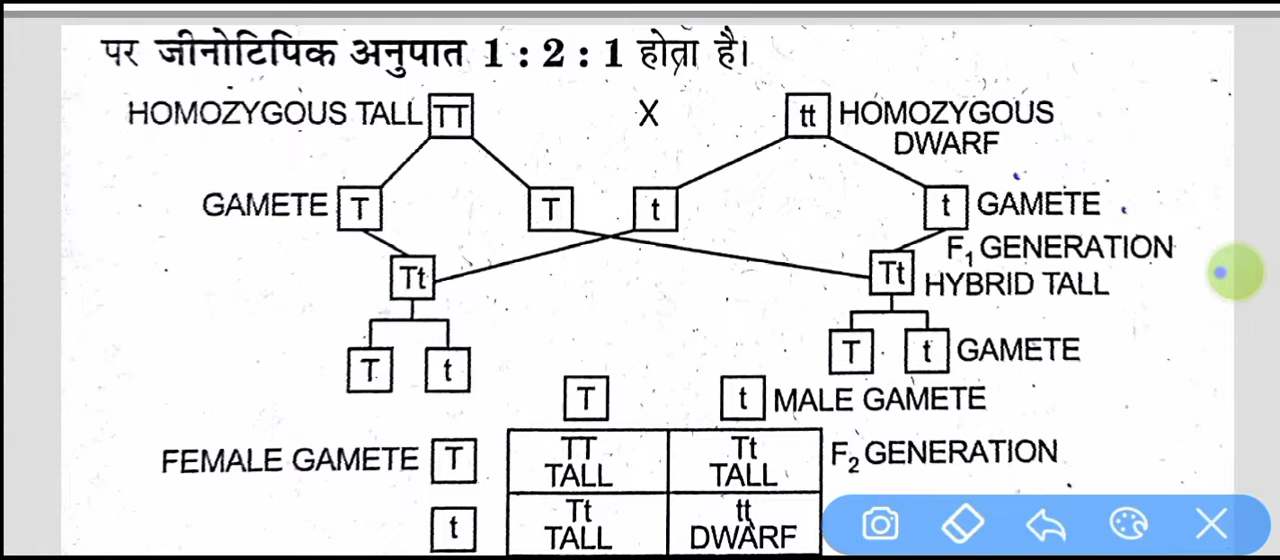 पर जीनोटिपिक अनुपात 1 : 2 : 1 होता है।
HOMOZYGOUS TALL TT X tt HOMOZYGOUS
DWARF
GAMETE T T t t GAMETE
F₁ GENERATION
Tt Tt HYBRID TALL
T t T t GAMETE
T t MALE GAMETE
FEMALE GAMETE T TT Tt F₂ GENERATION
TALL TALL
t Tt tt
TALL DWARF